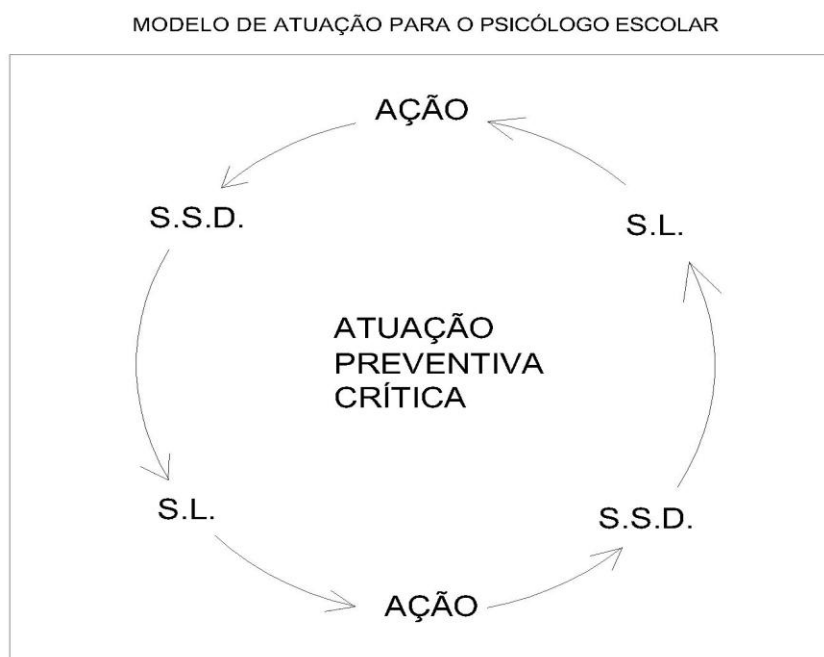 MODELO DE ATUAÇÃO PARA O PSICÓLOGO ESCOLAR
AÇÃO
S.S.D.
S.L.
ATUAÇÃO
PREVENTIVA
CRÍTICA
S.L.
S.S.D.
AÇÃO